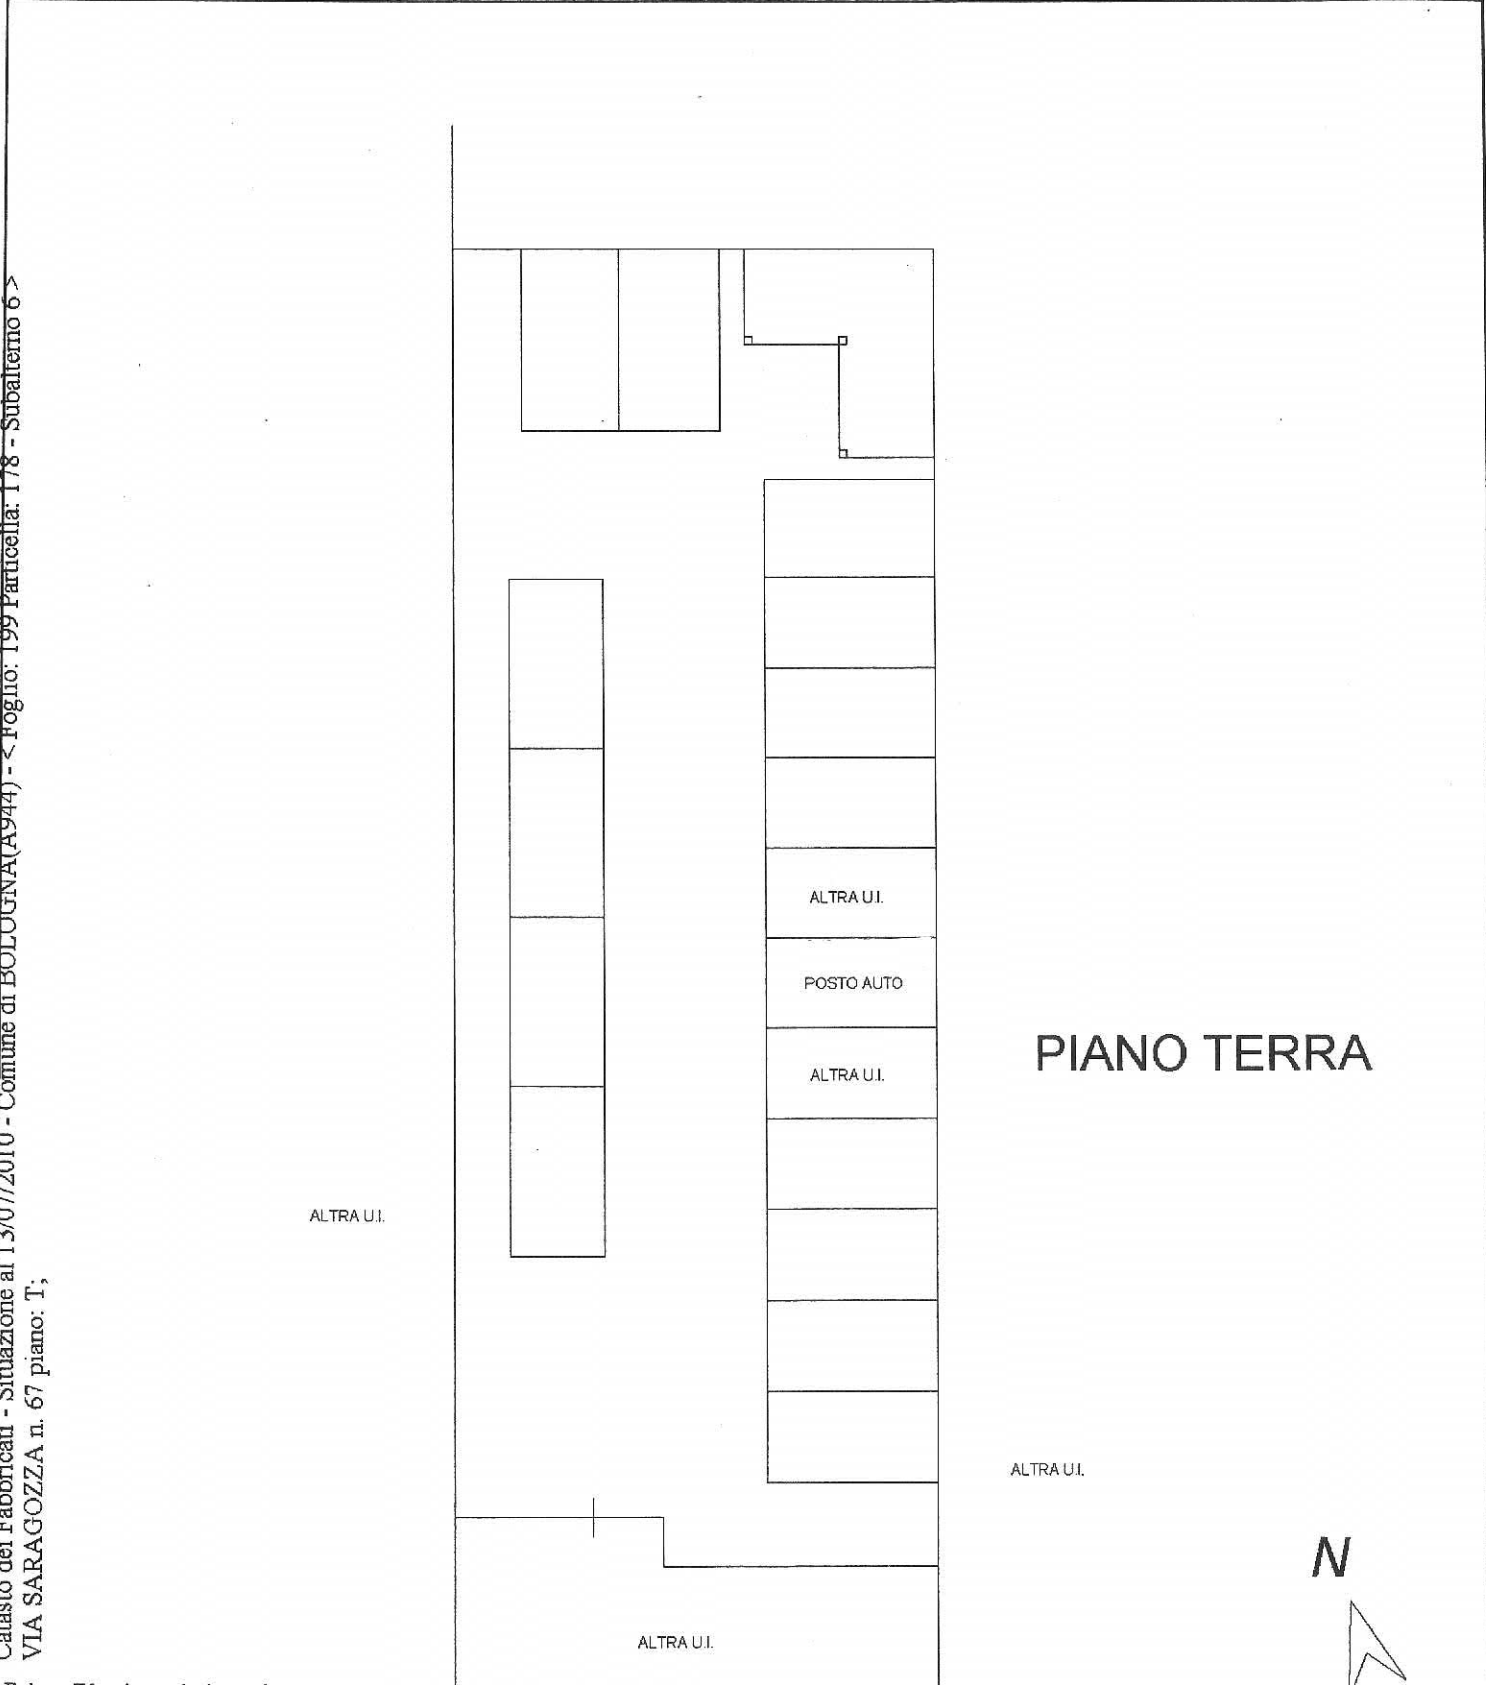 Catasto dei Fabbricati - Situazione al 13/07/2010 - Comune di BOLOGNA(A944) - < Foglio: 199 Particella: 178 - Subalterno 6 >
VIA SARAGOZZA n. 67 piano: T;
ALTRA U.I.
POSTO AUTO
ALTRA U.I.
PIANO TERRA
ALTRA U.I.
ALTRA U.I.
N
ALTRA U.I.